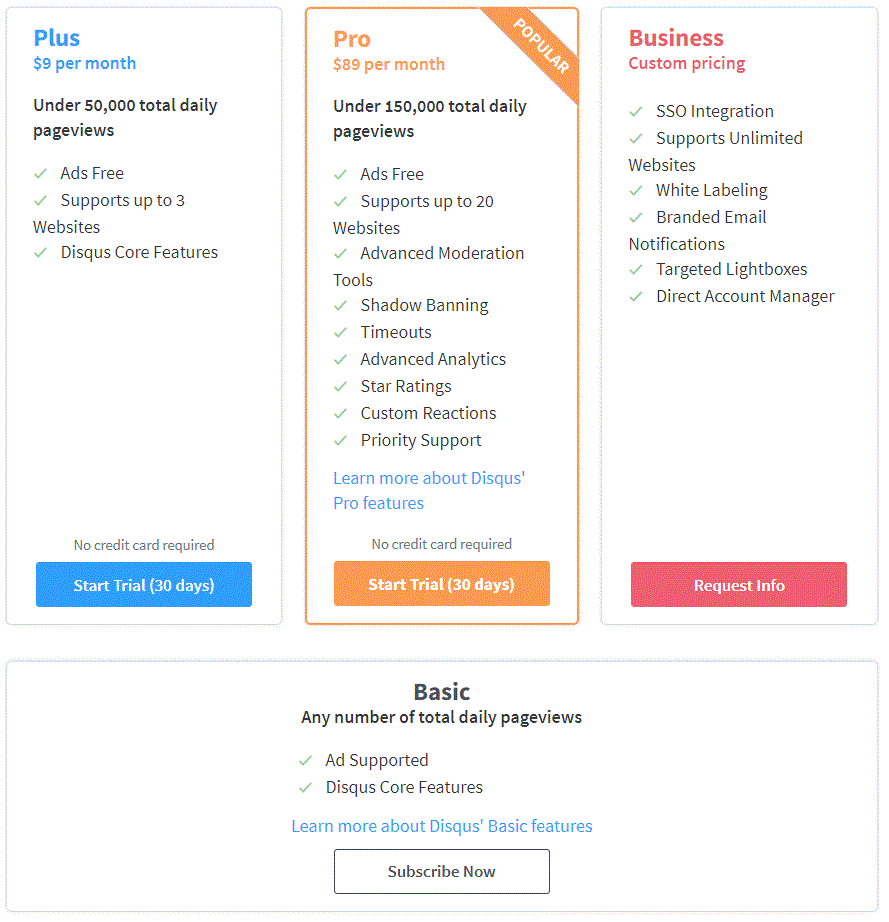 Plus
$9 per month
Under 50,000 total daily
pageviews
Ads Free
Supports up to 3
Websites
Disqus Core Features
No credit card required
Start Trial (30 days)
POPULAR
Pro
$89 per month
Under 150,000 total daily
pageviews
Ads Free
Supports up to 20
Websites
Advanced Moderation
Tools
Shadow Banning
Timeouts
Advanced Analytics
Star Ratings
Custom Reactions
Priority Support
Learn more about Disqus'
Pro features
No credit card required
Start Trial (30 days)
Business
Custom pricing
SSO Integration
Supports Unlimited
Websites
White Labeling
Branded Email
Notifications
Targeted Lightboxes
Direct Account Manager
Request Info
Basic
Any number of total daily pageviews
Ad Supported
Disqus Core Features
Learn more about Disqus' Basic features
Subscribe Now